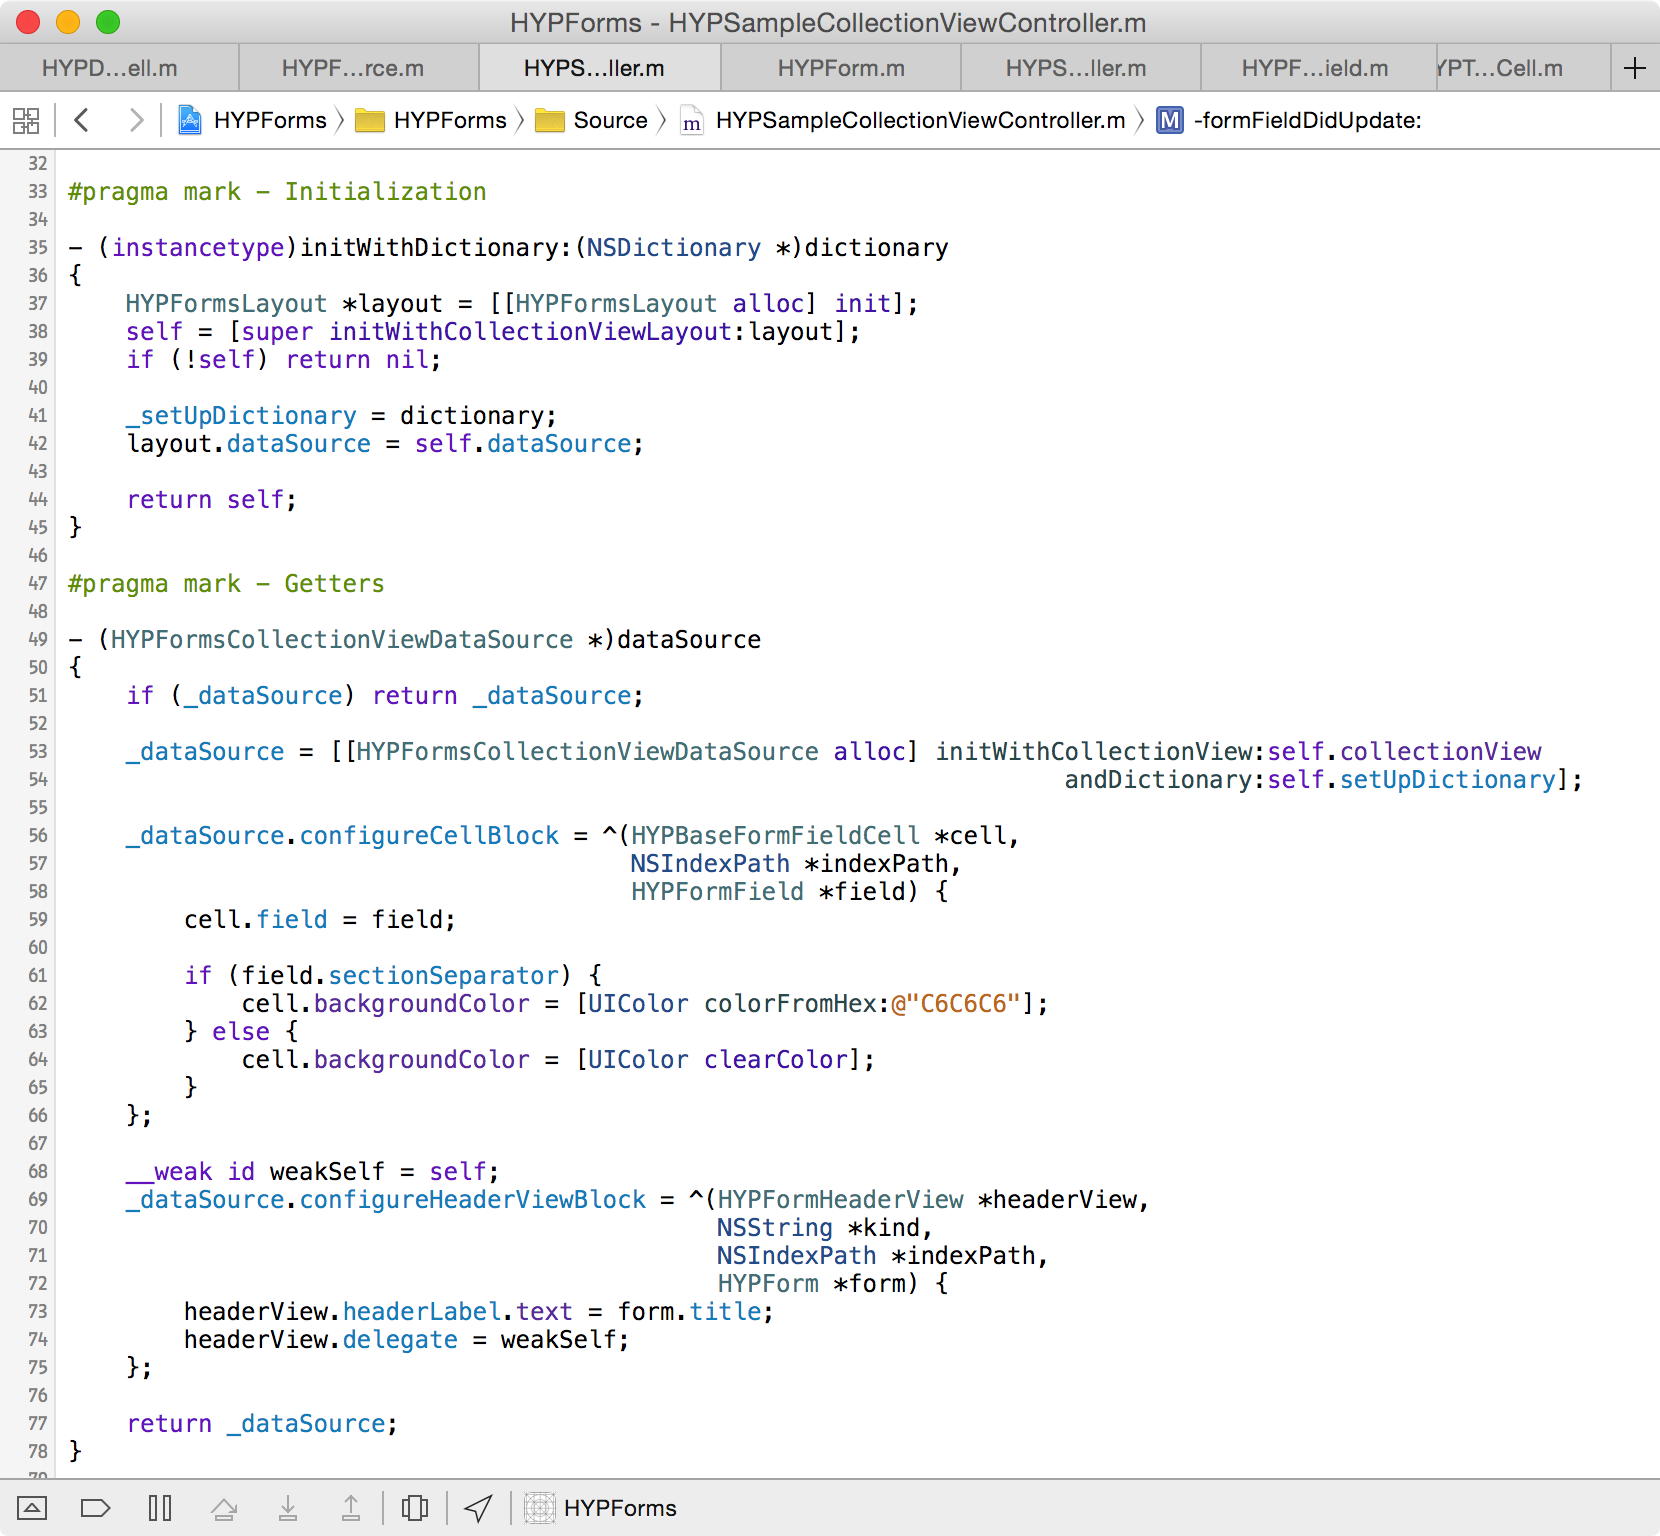 HYPForms - HYPSampleCollectionViewController.m
HYPD...ell.m HYPF...rce.m HYPS...ller.m HYPForm.m HYPS...ller.m HYPF...ield.m YPT...Cell.m +
HYPForms HYPForms Source m HYPSampleCollectionViewController.m M -formFieldDidUpdate:
32
33 #pragma mark – Initialization
34
35 – (instancetype)initWithDictionary:(NSDictionary *)dictionary
36 {
37     HYPFormsLayout *layout = [[HYPFormsLayout alloc] init];
38     self = [super initWithCollectionViewLayout:layout];
39     if (!self) return nil;
40
41     _setUpDictionary = dictionary;
42     layout.dataSource = self.dataSource;
43
44     return self;
45 }
46
47 #pragma mark – Getters
48
49 – (HYPFormsCollectionViewDataSource *)dataSource
50 {
51     if (_dataSource) return _dataSource;
52
53     _dataSource = [[HYPFormsCollectionViewDataSource alloc] initWithCollectionView:self.collectionView
54                                                                      andDictionary:self.setUpDictionary];
55
56     _dataSource.configureCellBlock = ^(HYPBaseFormFieldCell *cell,
57                                        NSIndexPath *indexPath,
58                                        HYPFormField *field) {
59         cell.field = field;
60
61         if (field.sectionSeparator) {
62             cell.backgroundColor = [UIColor colorFromHex:@"C6C6C6"];
63         } else {
64             cell.backgroundColor = [UIColor clearColor];
65         }
66     };
67
68     __weak id weakSelf = self;
69     _dataSource.configureHeaderViewBlock = ^(HYPFormHeaderView *headerView,
70                                              NSString *kind,
71                                              NSIndexPath *indexPath,
72                                              HYPForm *form) {
73         headerView.headerLabel.text = form.title;
74         headerView.delegate = weakSelf;
75     };
76
77     return _dataSource;
78 }
79
HYPForms